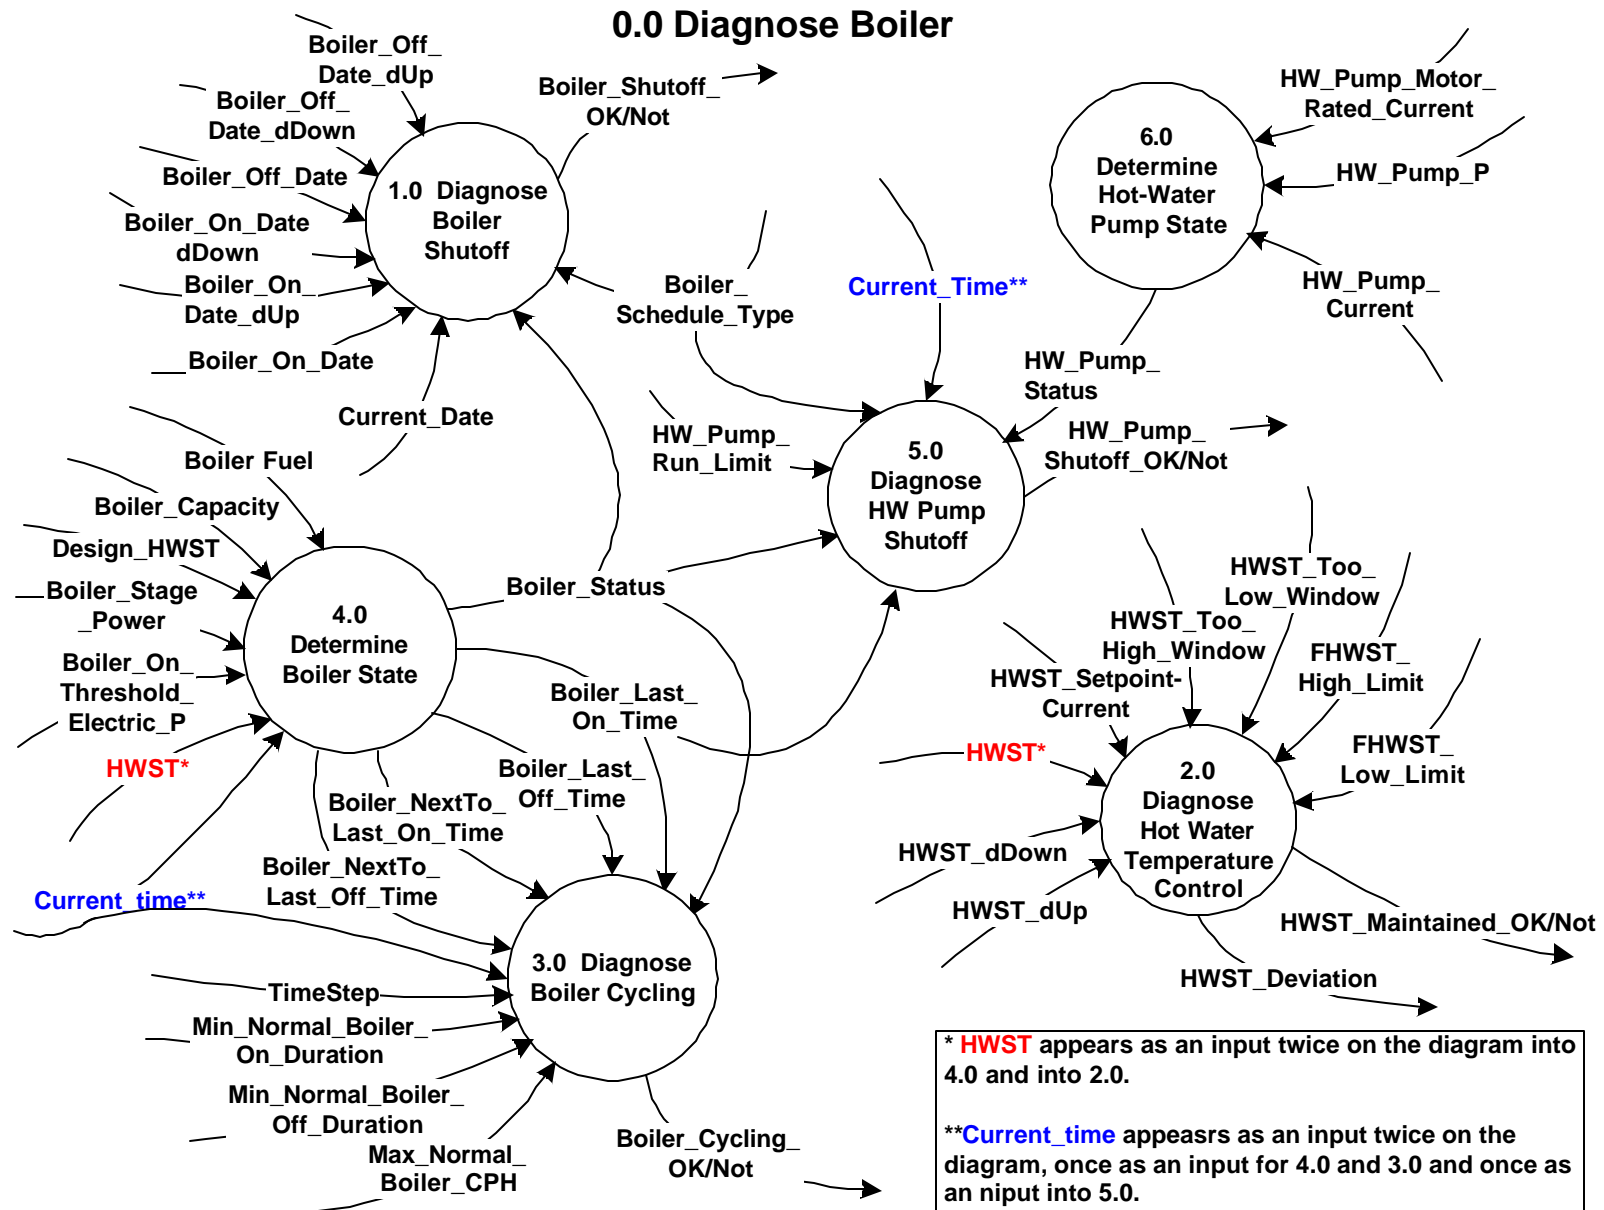 0.0 Diagnose Boiler
Boiler_Off_
Date_dUp
Boiler_Off_
Date_dDown
Boiler_Off_Date
Boiler_On_Date
dDown
Boiler_On_
Date_dUp
Boiler_On_Date
Current_Date
1.0 Diagnose
Boiler
Shutoff
Boiler_Shutoff_
OK/Not
Boiler_
Schedule_Type
Current_Time**
HW_Pump_Motor_
Rated_Current
HW_Pump_P
HW_Pump_
Current
6.0
Determine
Hot-Water
Pump State
HW_Pump_
Status
HW_Pump_
Run_Limit
5.0
Diagnose
HW Pump
Shutoff
HW_Pump_
Shutoff_OK/Not
Boiler Fuel
Boiler_Capacity
Design_HWST
Boiler_Stage
_Power
Boiler_On_
Threshold_
Electric_P
HWST*
Current_time**
4.0
Determine
Boiler State
Boiler_Status
Boiler_Last_
On_Time
Boiler_Last_
Off_Time
Boiler_NextTo_
Last_On_Time
Boiler_NextTo_
Last_Off_Time
TimeStep
Min_Normal_Boiler_
On_Duration
Min_Normal_Boiler_
Off_Duration
Max_Normal_
Boiler_CPH
3.0 Diagnose
Boiler Cycling
Boiler_Cycling_
OK/Not
HWST_Too_
Low_Window
HWST_Too_
High_Window
FHWST_
High_Limit
HWST_Setpoint-
Current
FHWST_
Low_Limit
HWST*
HWST_dDown
HWST_dUp
2.0
Diagnose
Hot Water
Temperature
Control
HWST_Maintained_OK/Not
HWST_Deviation
* HWST appears as an input twice on the diagram into
4.0 and into 2.0.
**Current_time appeasrs as an input twice on the
diagram, once as an input for 4.0 and 3.0 and once as
an niput into 5.0.